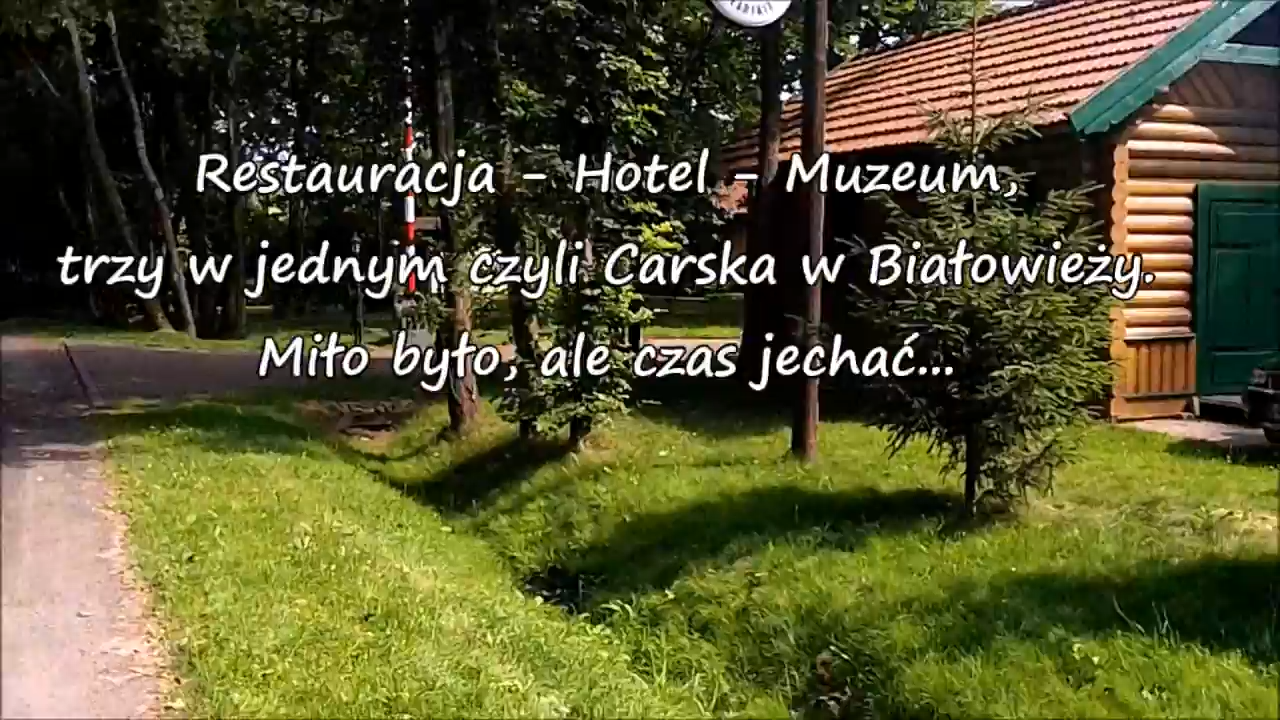 Restauracja - Hotel - Muzeum,
trzy w jednym czyli Carska w Białowieży.
Miło było, ale czas jechać...